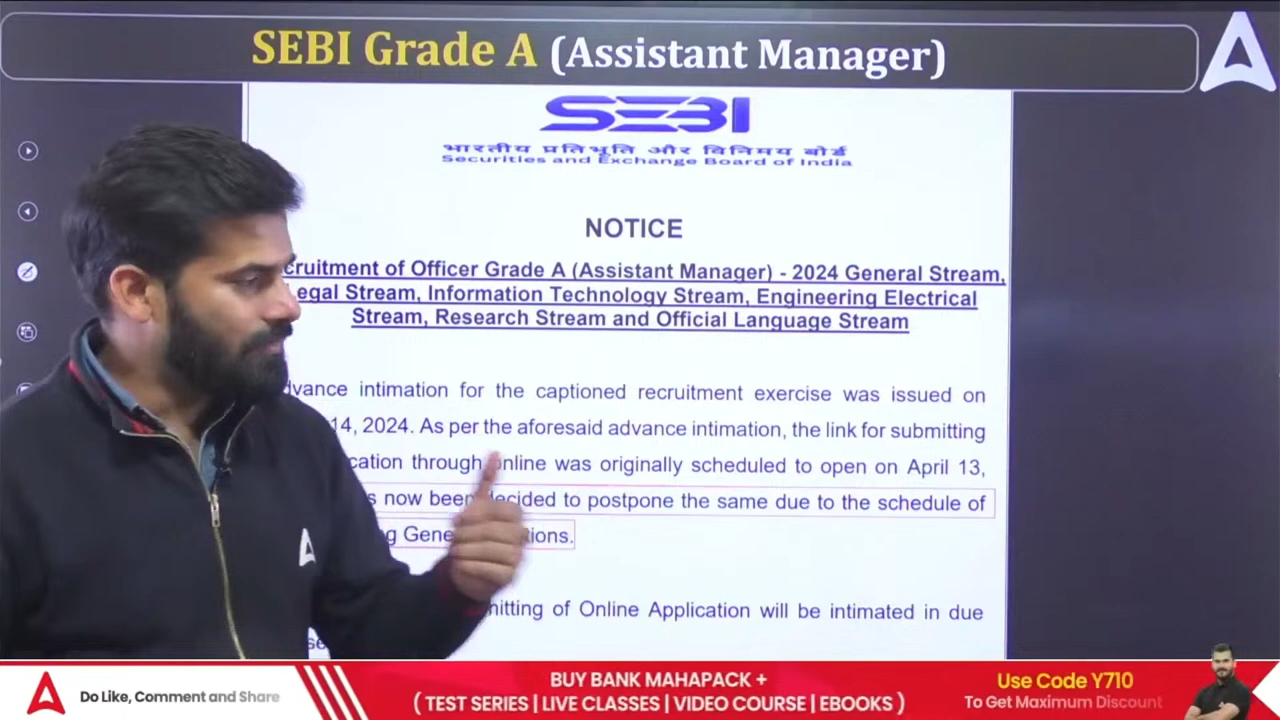 SEBI Grade A (Assistant Manager)
SEBI
भारतीय प्रतिभूति और विनिमय बोर्ड
Securities and Exchange Board of India
NOTICE
cruitment of Officer Grade A (Assistant Manager) - 2024 General Stream,
egal Stream, Information Technology Stream, Engineering Electrical
Stream, Research Stream and Official Language Stream
dvance intimation for the captioned recruitment exercise was issued on
14, 2024. As per the aforesaid advance intimation, the link for submitting
cation through online was originally scheduled to open on April 13,
s now been decided to postpone the same due to the schedule of
g Gene tions.
mitting of Online Application will be intimated in due
Do Like, Comment and Share
BUY BANK MAHAPACK +
( TEST SERIES | LIVE CLASSES | VIDEO COURSE | EBOOKS )
Use Code Y710
To Get Maximum Discount